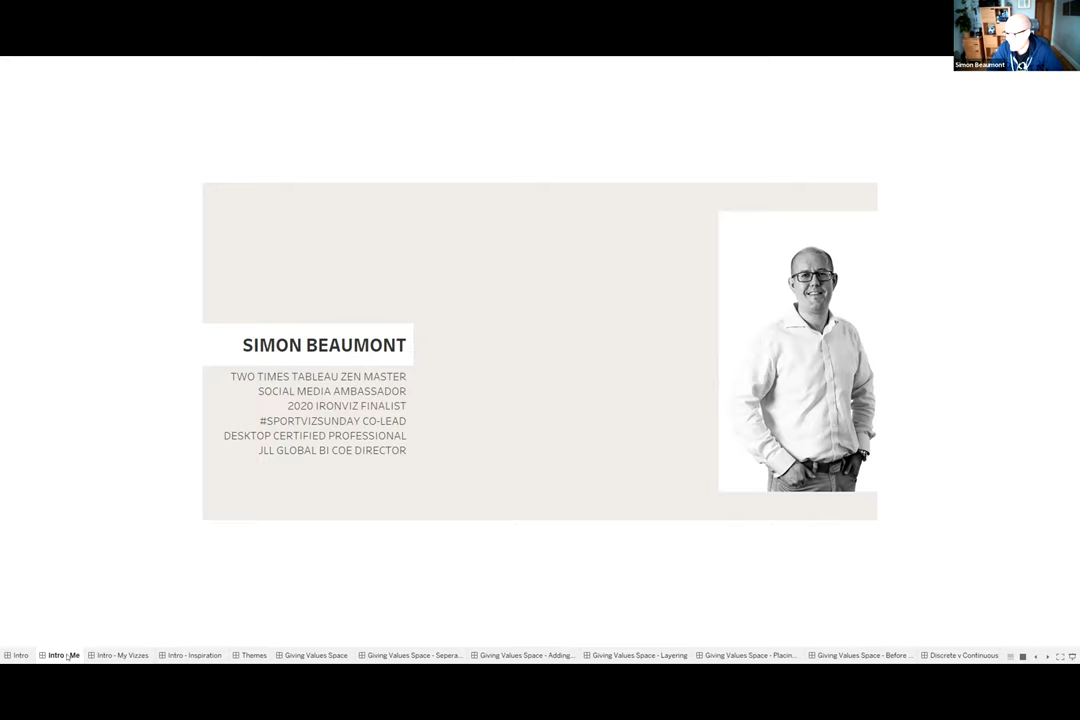 Simon Beaumont
SIMON BEAUMONT
TWO TIMES TABLEAU ZEN MASTER
SOCIAL MEDIA AMBASSADOR
2020 IRONVIZ FINALIST
#SPORTVIZSUNDAY CO-LEAD
DESKTOP CERTIFIED PROFESSIONAL
JLL GLOBAL BI COE DIRECTOR
Intro
Intro - Me
Intro - My Vizzes
Intro - Inspiration
Themes
Giving Values Space
Giving Values Space - Sepera...
Giving Values Space - Adding...
Giving Values Space - Layering
Giving Values Space - Placin...
Giving Values Space - Before ...
Discrete v Continuous